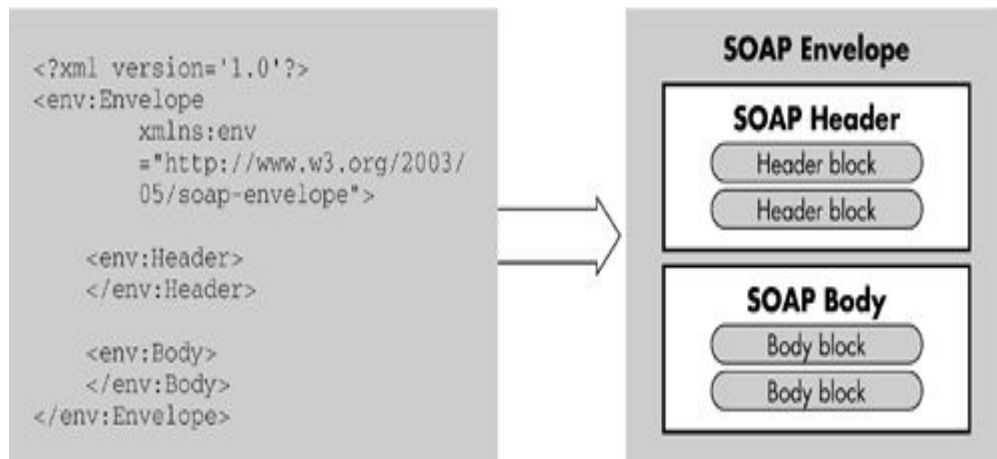 <?xml version='1.0'?>
<env:Envelope
xmlns:env
="http://www.w3.org/2003/
05/soap-envelope">
<env:Header>
</env:Header>
<env:Body>
</env:Body>
</env:Envelope>
SOAP Envelope
SOAP Header
Header block
Header block
SOAP Body
Body block
Body block